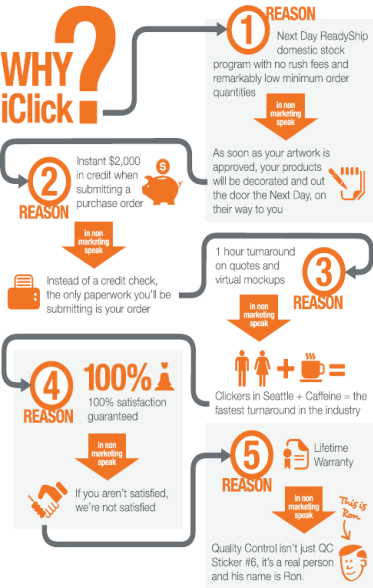 WHY
iClick
?
1
REASON
Next Day ReadyShip
domestic stock
program with no rush fees and
remarkably low minimum order
quantities
in non
marketing
speak
As soon as your artwork is
approved, your products
will be decorated and out
the door the Next Day, on
their way to you
2
REASON
Instant $2,000
in credit when
submitting a
purchase order
$
in non
marketing
speak
Instead of a credit check,
the only paperwork you'll be
submitting is your order
3
REASON
1 hour turnaround
on quotes and
virtual mockups
in non
marketing
speak
+ =
Clickers in Seattle + Caffeine = the
fastest turnaround in the industry
4
REASON
100%
100% satisfaction
guaranteed
in non
marketing
speak
If you aren't satisfied,
we're not satisfied
5
REASON
Lifetime
Warranty
in non
marketing
speak
This is
Ron
Quality Control isn't just QC
Sticker #6, it's a real person
and his name is Ron.